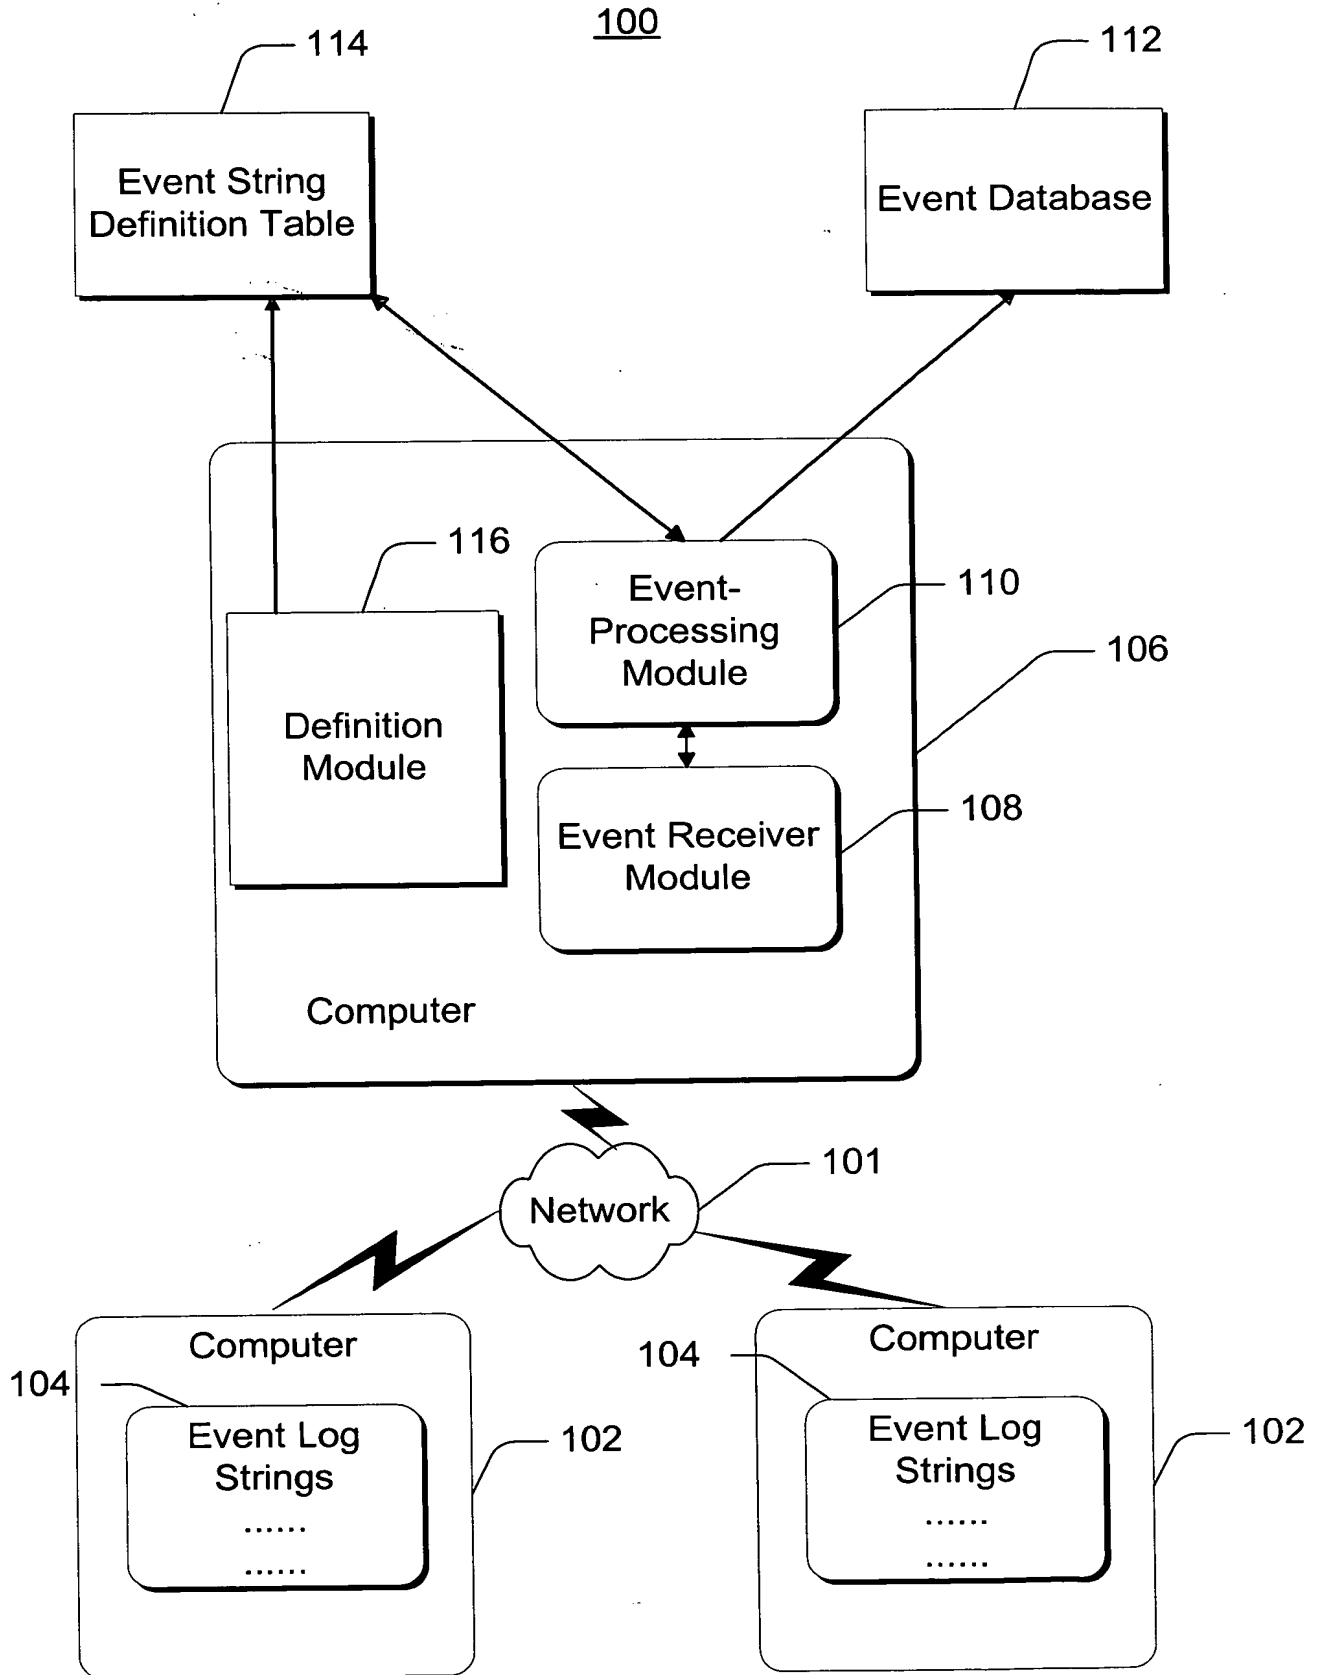 100
114
112
Event String
Definition Table
Event Database
116
Event-
Processing
Module
110
106
Definition
Module
108
Event Receiver
Module
Computer
101
Network
Computer
104
Event Log
Strings
......
......
102
Computer
104
Event Log
Strings
......
......
102